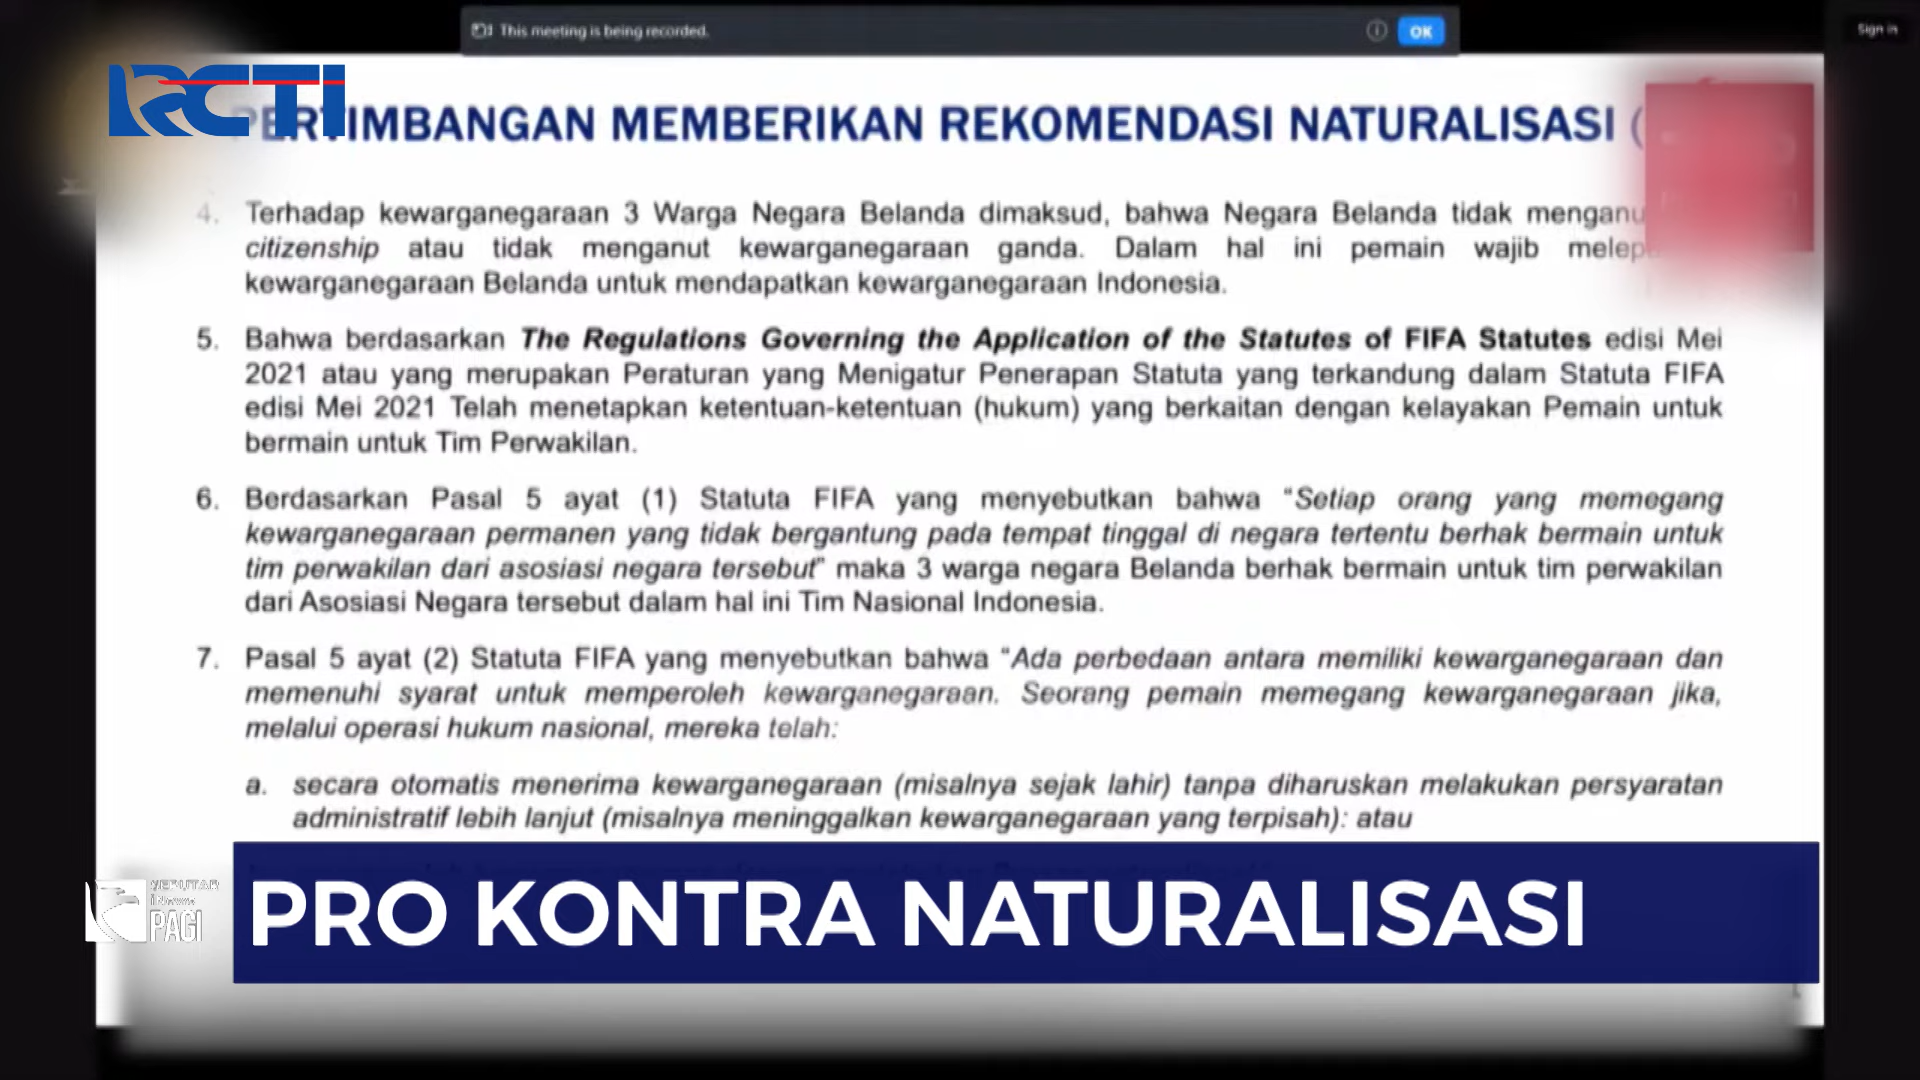 This meeting is being recorded.
OK
Sign in
RCTI
PERTIMBANGAN MEMBERIKAN REKOMENDASI NATURALISASI (
4. Terhadap kewarganegaraan 3 Warga Negara Belanda dimaksud, bahwa Negara Belanda tidak menganu
citizenship atau tidak menganut kewarganegaraan ganda. Dalam hal ini pemain wajib melep
kewarganegaraan Belanda untuk mendapatkan kewarganegaraan Indonesia.
5. Bahwa berdasarkan The Regulations Governing the Application of the Statutes of FIFA Statutes edisi Mei
2021 atau yang merupakan Peraturan yang Menigatur Penerapan Statuta yang terkandung dalam Statuta FIFA
edisi Mei 2021 Telah menetapkan ketentuan-ketentuan (hukum) yang berkaitan dengan kelayakan Pemain untuk
bermain untuk Tim Perwakilan.
6. Berdasarkan Pasal 5 ayat (1) Statuta FIFA yang menyebutkan bahwa "Setiap orang yang memegang
kewarganegaraan permanen yang tidak bergantung pada tempat tinggal di negara tertentu berhak bermain untuk
tim perwakilan dari asosiasi negara tersebut" maka 3 warga negara Belanda berhak bermain untuk tim perwakilan
dari Asosiasi Negara tersebut dalam hal ini Tim Nasional Indonesia.
7. Pasal 5 ayat (2) Statuta FIFA yang menyebutkan bahwa "Ada perbedaan antara memiliki kewarganegaraan dan
memenuhi syarat untuk memperoleh kewarganegaraan. Seorang pemain memegang kewarganegaraan jika,
melalui operasi hukum nasional, mereka telah:
a. secara otomatis menerima kewarganegaraan (misalnya sejak lahir) tanpa diharuskan melakukan persyaratan
administratif lebih lanjut (misalnya meninggalkan kewarganegaraan yang terpisah): atau
SEPUTAR
iNews
PAGI
PRO KONTRA NATURALISASI